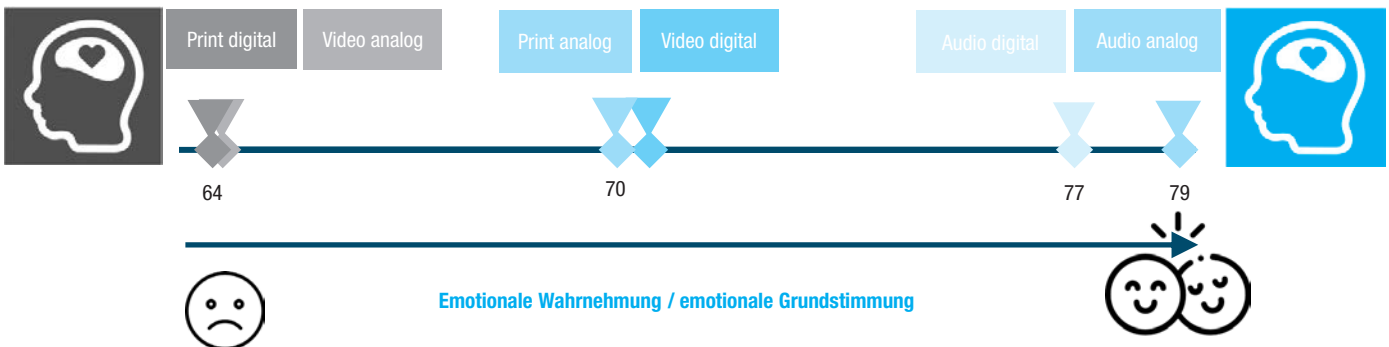 Print digital
Video analog
Print analog
Video digital
Audio digital
Audio analog
64
70
77
79
Emotionale Wahrnehmung / emotionale Grundstimmung